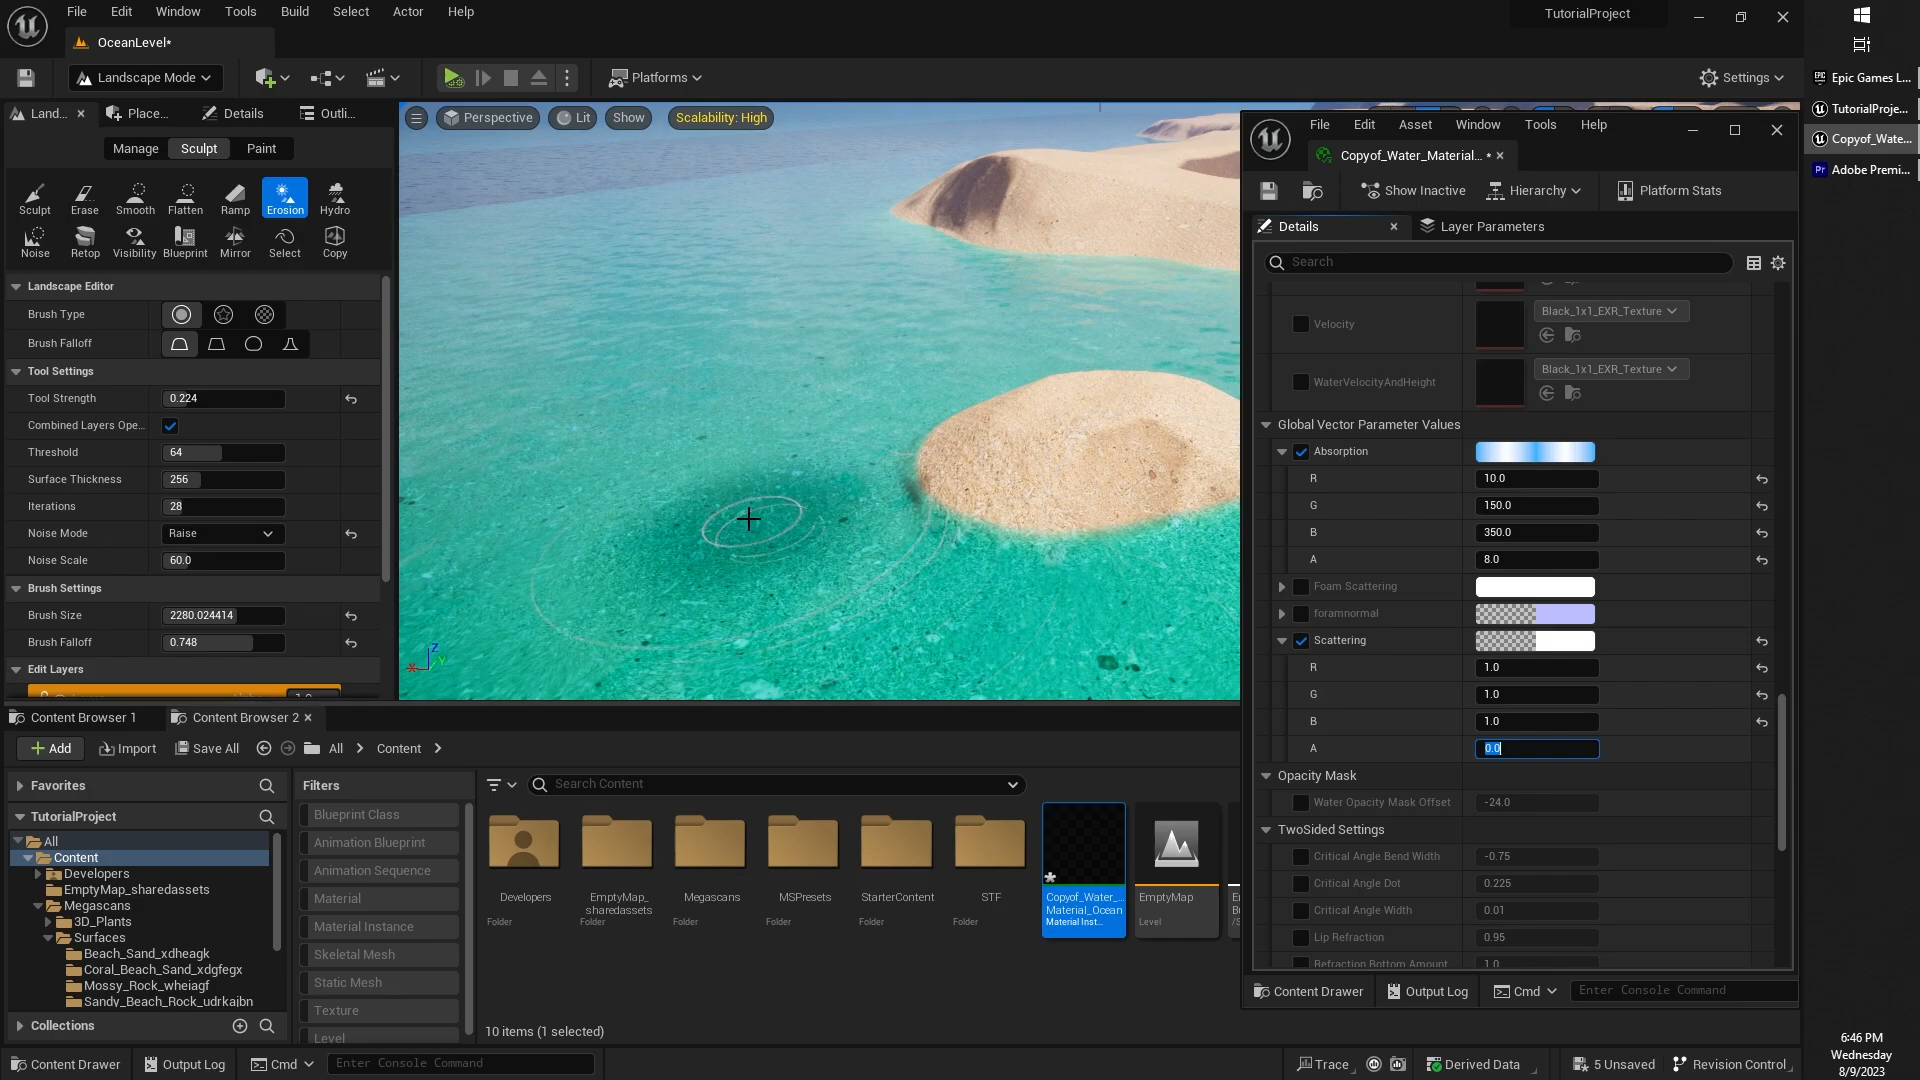 File Edit Window Tools Build Select Actor Help
TutorialProject
OceanLevel*
Landscape Mode
Platforms
Settings
Epic Games L...
TutorialProje...
Copyof_Wate...
Adobe Premi...
Land...
Place...
Details
Outli...
Manage Sculpt Paint
Sculpt Erase Smooth Flatten Ramp Erosion Hydro
Noise Retop Visibility Blueprint Mirror Select Copy
Landscape Editor
Brush Type
Brush Falloff
Tool Settings
Tool Strength 0.224
Combined Layers Ope...
Threshold 64
Surface Thickness 256
Iterations 28
Noise Mode Raise
Noise Scale 60.0
Brush Settings
Brush Size 2280.024414
Brush Falloff 0.748
Edit Layers
Perspective Lit Show Scalability: High
File Edit Asset Window Tools Help
Copyof_Water_Material... *
Show Inactive Hierarchy Platform Stats
Details Layer Parameters
Search
Velocity Black_1x1_EXR_Texture
WaterVelocityAndHeight Black_1x1_EXR_Texture
Global Vector Parameter Values
Absorption
R 10.0
G 150.0
B 350.0
A 8.0
Foam Scattering
foramnormal
Scattering
R 1.0
G 1.0
B 1.0
A 0.0
Opacity Mask
Water Opacity Mask Offset -24.0
TwoSided Settings
Critical Angle Bend Width -0.75
Critical Angle Dot 0.225
Critical Angle Width 0.01
Lip Refraction 0.95
Refraction Bottom Amount 1.0
Content Drawer Output Log Cmd Enter Console Command
Content Browser 1 Content Browser 2
Add Import Save All All Content
Favorites
TutorialProject
All
Content
Developers
EmptyMap_sharedassets
Megascans
3D_Plants
Surfaces
Beach_Sand_xdheagk
Coral_Beach_Sand_xdgfegx
Mossy_Rock_wheiagf
Sandy_Beach_Rock_udrkajbn
Collections
Filters
Blueprint Class
Animation Blueprint
Animation Sequence
Material
Material Instance
Skeletal Mesh
Static Mesh
Texture
Level
Search Content
Developers
Folder
EmptyMap_
sharedassets
Folder
Megascans
Folder
MSPresets
Folder
StarterContent
Folder
STF
Folder
Copyof_Water_...
Material_Ocean
Material Inst...
EmptyMap
Level
10 items (1 selected)
Content Drawer Output Log Cmd Enter Console Command
Trace Derived Data 5 Unsaved Revision Control
6:46 PM
Wednesday
8/9/2023